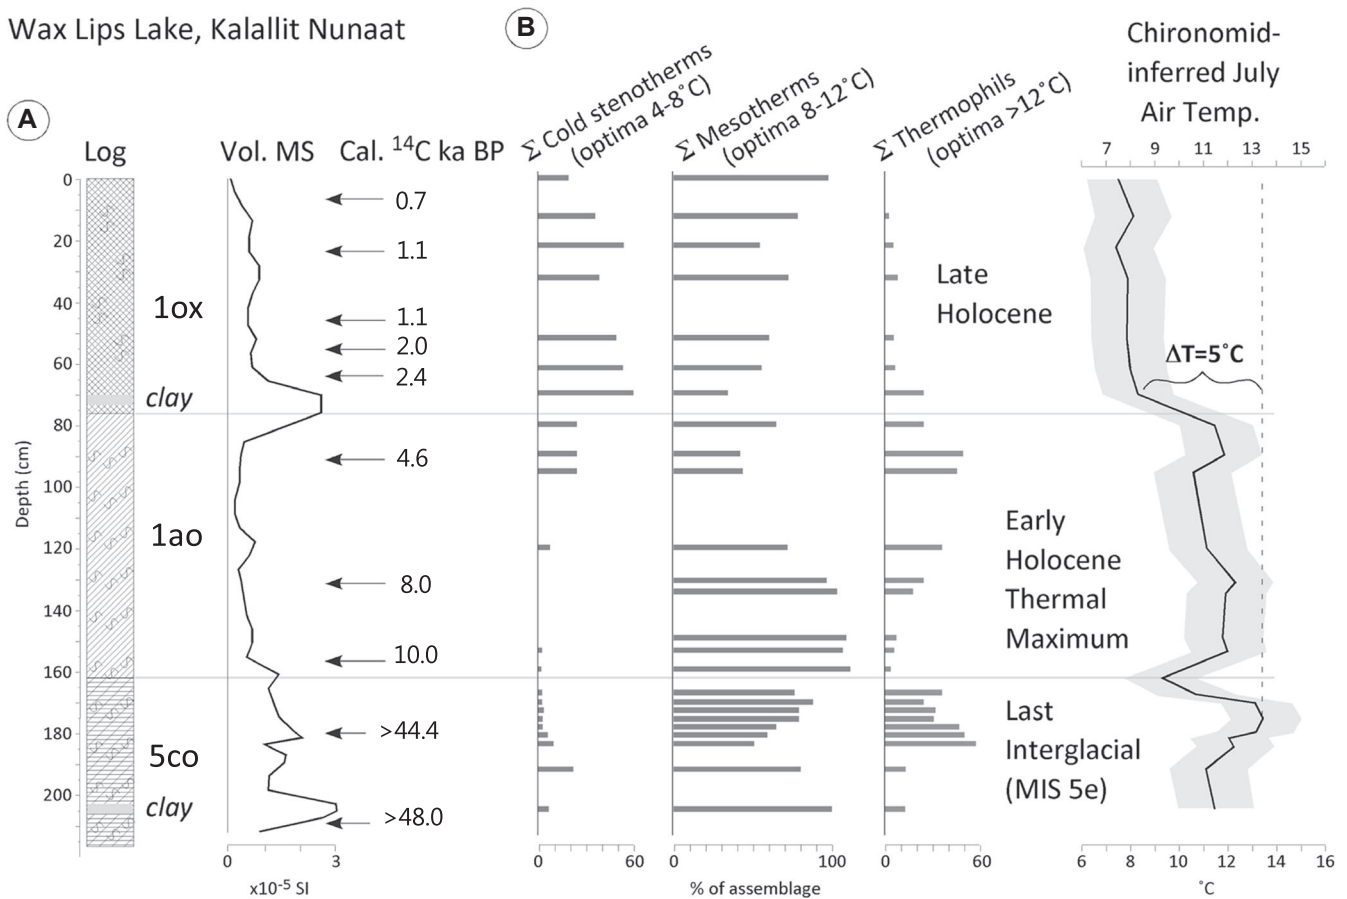 Wax Lips Lake, Kalallit Nunaat
A
B
Log
Vol. MS
Cal. ¹⁴C ka BP
Σ Cold stenotherms
(optima 4-8˚C)
Σ Mesotherms
(optima 8-12˚C)
Σ Thermophils
(optima >12˚C)
Chironomid-
inferred July
Air Temp.
7 9 11 13 15
Depth (cm)
0
20
40
60
80
100
120
140
160
180
200
1ox
clay
1ao
5co
clay
0.7
1.1
1.1
2.0
2.4
4.6
8.0
10.0
>44.4
>48.0
Late
Holocene
ΔT=5˚C
Early
Holocene
Thermal
Maximum
Last
Interglacial
(MIS 5e)
0 3
x10⁻⁵ SI
0 60
0 100
0 60
% of assemblage
6 8 10 12 14 16
˚C